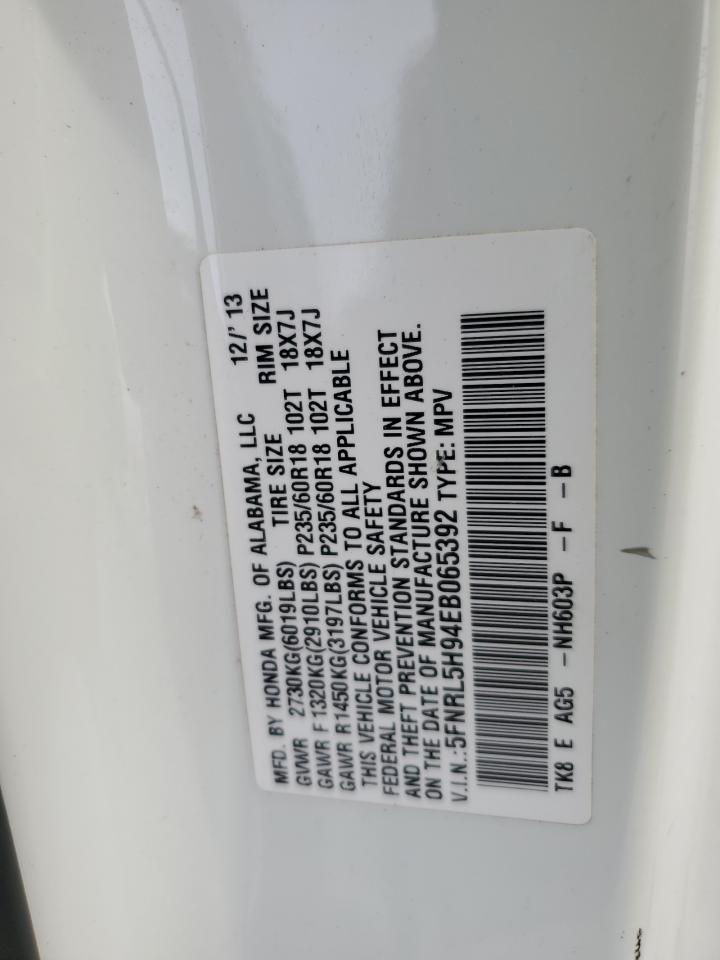 MFD. BY HONDA MFG. OF ALABAMA, LLC 12/'13
GVWR 2730KG(6019LBS) TIRE SIZE RIM SIZE
GAWR F 1320KG(2910LBS) P235/60R18 102T 18X7J
GAWR R1450KG(3197LBS) P235/60R18 102T 18X7J
THIS VEHICLE CONFORMS TO ALL APPLICABLE
FEDERAL MOTOR VEHICLE SAFETY
AND THEFT PREVENTION STANDARDS IN EFFECT
ON THE DATE OF MANUFACTURE SHOWN ABOVE.
V.I.N.:5FNRL5H94EB065392 TYPE: MPV
TK8 E AG5 -NH603P -F -B